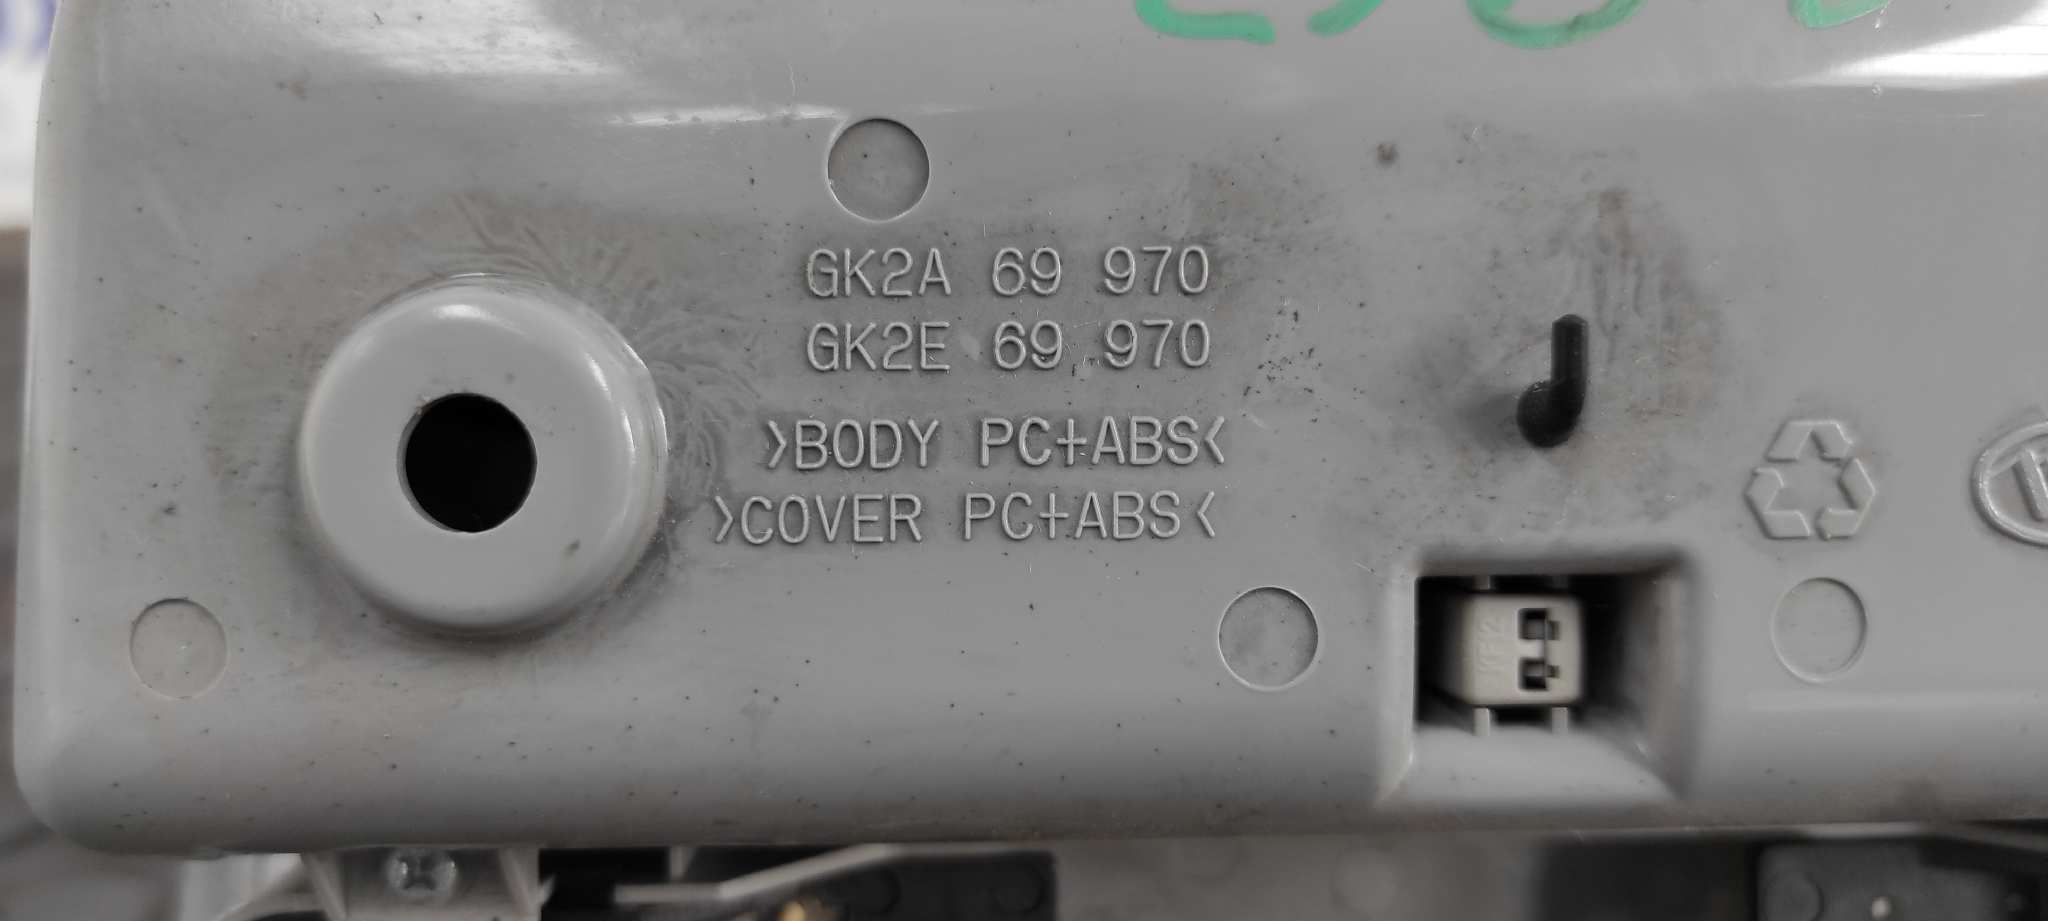 GK2A 69 970
GK2E 69 970
>BODY PC+ABS<
>COVER PC+ABS<